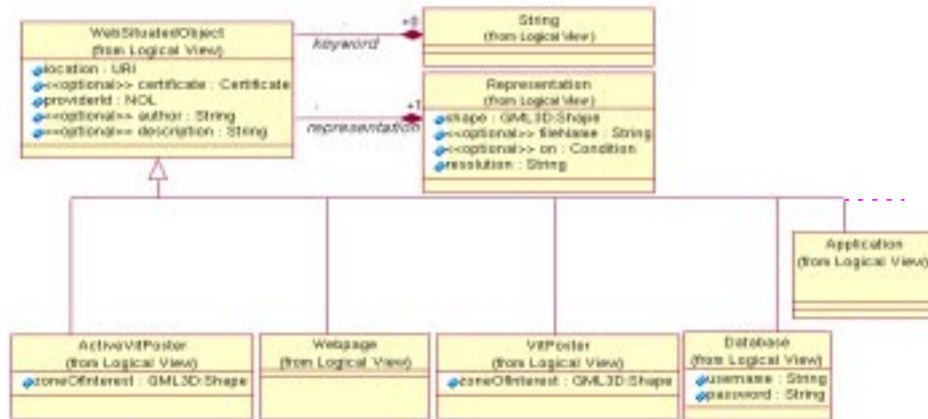 WebSituatedObject
(from Logical View)
location : URI
<<optional>> certificate : Certificate
providerId : NOL
<<optional>> author : String
<<optional>> description : String
keyword
+0
String
(from Logical View)
representation
+1
Representation
(from Logical View)
shape : GML3D:Shape
<<optional>> fileName : String
<<optional>> on : Condition
resolution : String
Application
(from Logical View)
ActiveVitPoster
(from Logical View)
zoneOfInterest : GML3D:Shape
Webpage
(from Logical View)
VitPoster
(from Logical View)
zoneOfInterest : GML3D:Shape
Database
(from Logical View)
username : String
password : String